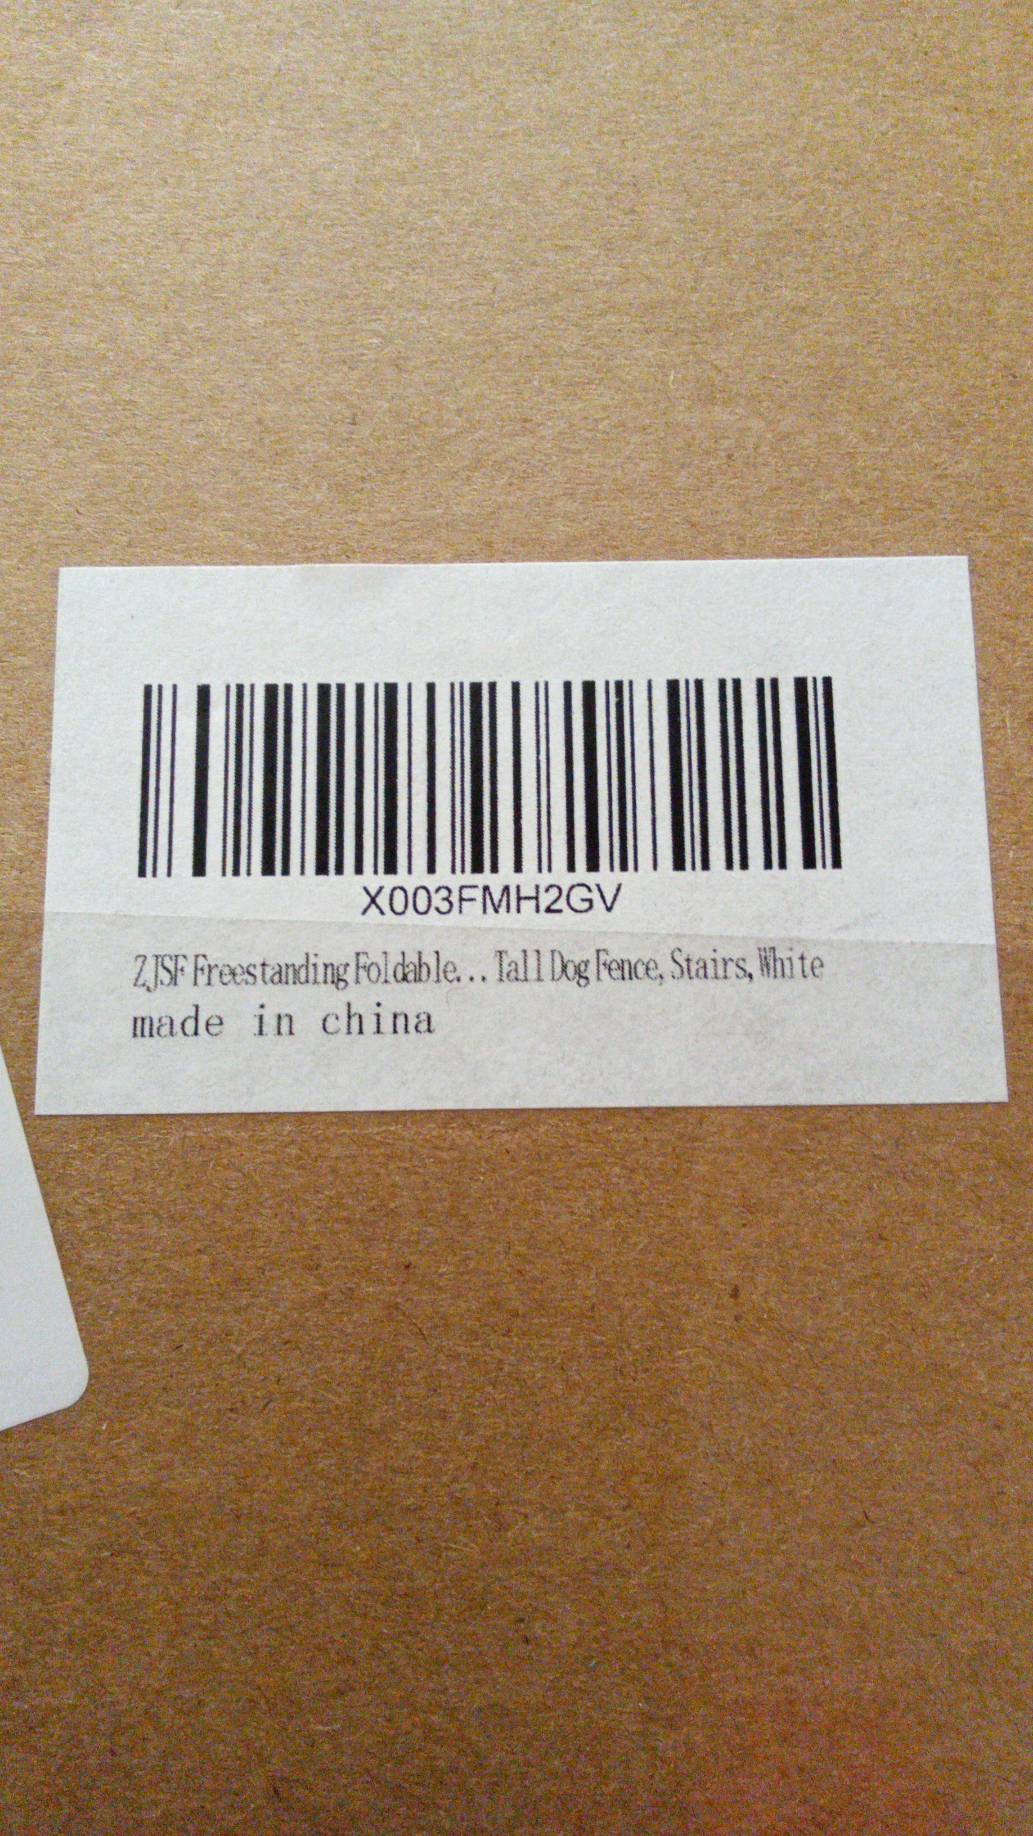 X003FMH2GV
ZJSF Freestanding Foldable... Tall Dog Fence, Stairs, White
made in china